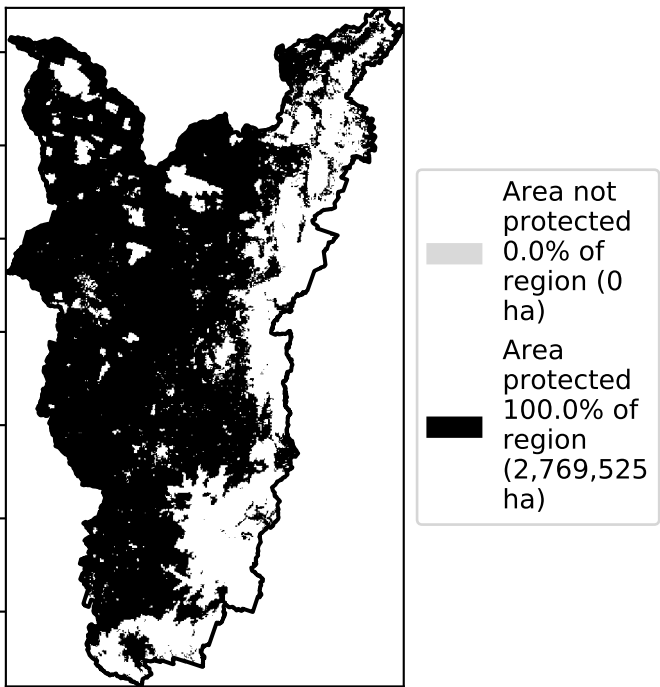 Area not
protected
0.0% of
region (0
ha)
Area
protected
100.0% of
region
(2,769,525
ha)